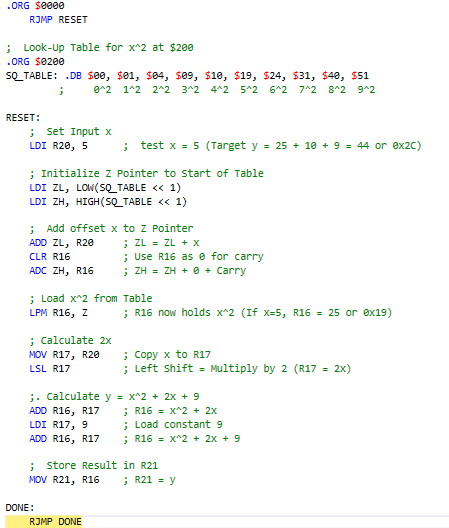 .ORG $0000
    RJMP RESET

;  Look-Up Table for x^2 at $200
.ORG $0200
SQ_TABLE: .DB $00, $01, $04, $09, $10, $19, $24, $31, $40, $51
         ;     0^2  1^2  2^2  3^2  4^2  5^2  6^2  7^2  8^2  9^2

RESET:
    ;  Set Input x
    LDI R20, 5      ;  test x = 5 (Target y = 25 + 10 + 9 = 44 or 0x2C)

    ; Initialize Z Pointer to Start of Table
    LDI ZL, LOW(SQ_TABLE << 1)
    LDI ZH, HIGH(SQ_TABLE << 1)

    ;  Add offset x to Z Pointer
    ADD ZL, R20     ; ZL = ZL + x
    CLR R16         ; Use R16 as 0 for carry
    ADC ZH, R16     ; ZH = ZH + 0 + Carry

    ; Load x^2 from Table
    LPM R16, Z      ; R16 now holds x^2 (If x=5, R16 = 25 or 0x19)

    ; Calculate 2x
    MOV R17, R20    ; Copy x to R17
    LSL R17         ; Left Shift = Multiply by 2 (R17 = 2x)

    ;. Calculate y = x^2 + 2x + 9
    ADD R16, R17    ; R16 = x^2 + 2x
    LDI R17, 9      ; Load constant 9
    ADD R16, R17    ; R16 = x^2 + 2x + 9

    ;  Store Result in R21
    MOV R21, R16    ; R21 = y

DONE:
    RJMP DONE